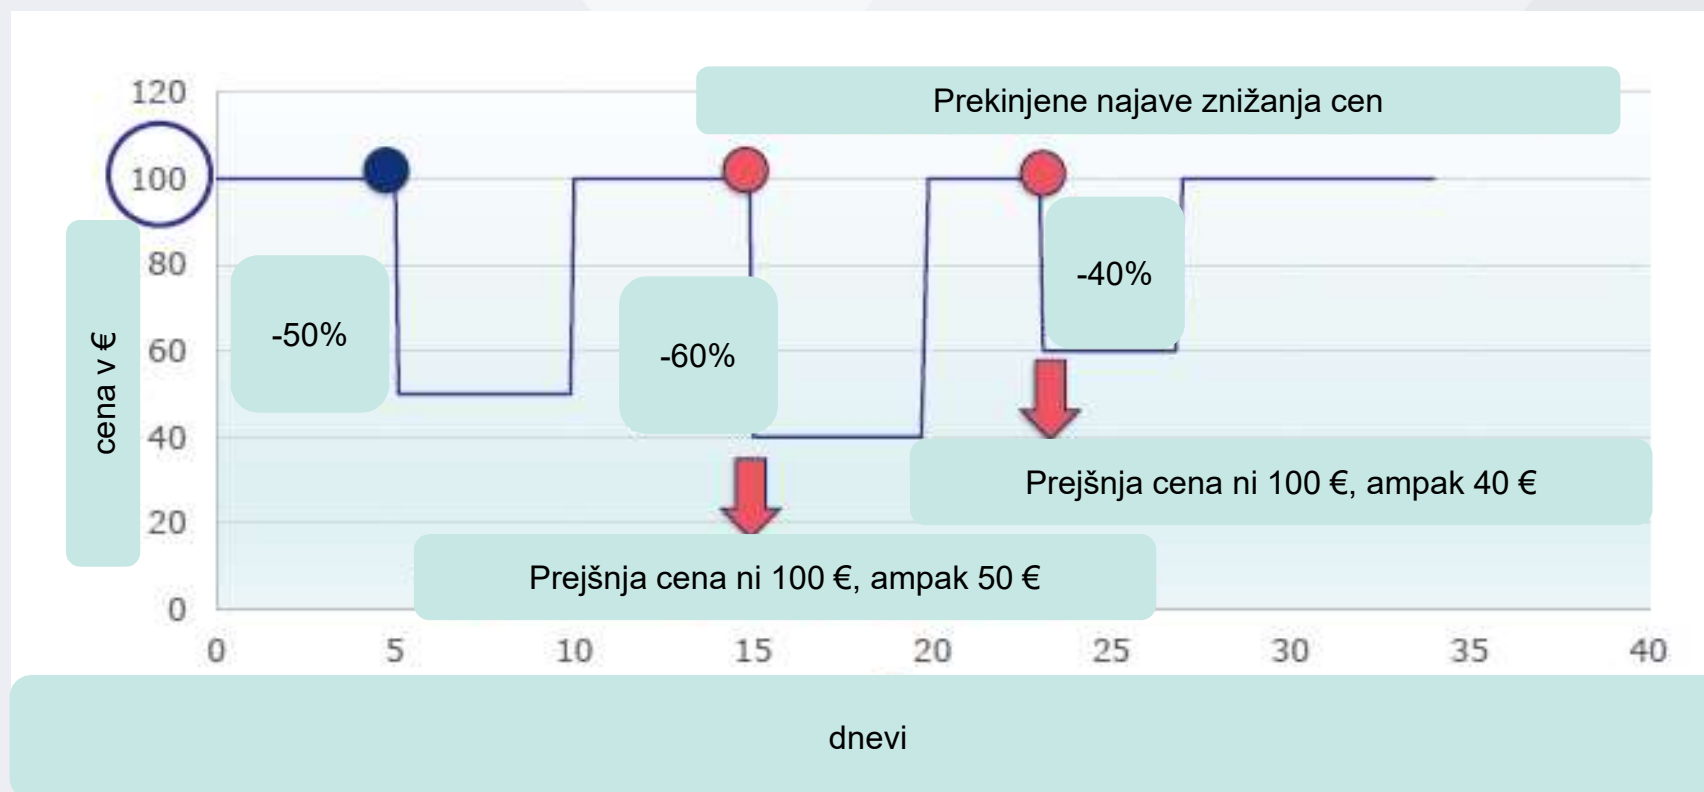 Prekinjene najave znižanja cen
120
100
80
60
40
20
0
cena v €
-50%
-60%
-40%
Prejšnja cena ni 100 €, ampak 40 €
Prejšnja cena ni 100 €, ampak 50 €
0 5 10 15 20 25 30 35 40
dnevi